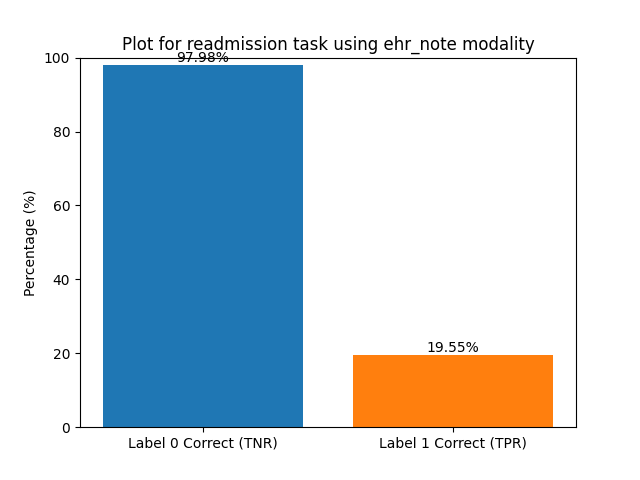 Plot for readmission task using ehr_note modality
97.98%
100
80
60
40
20
0
Percentage (%)
19.55%
Label 0 Correct (TNR)
Label 1 Correct (TPR)